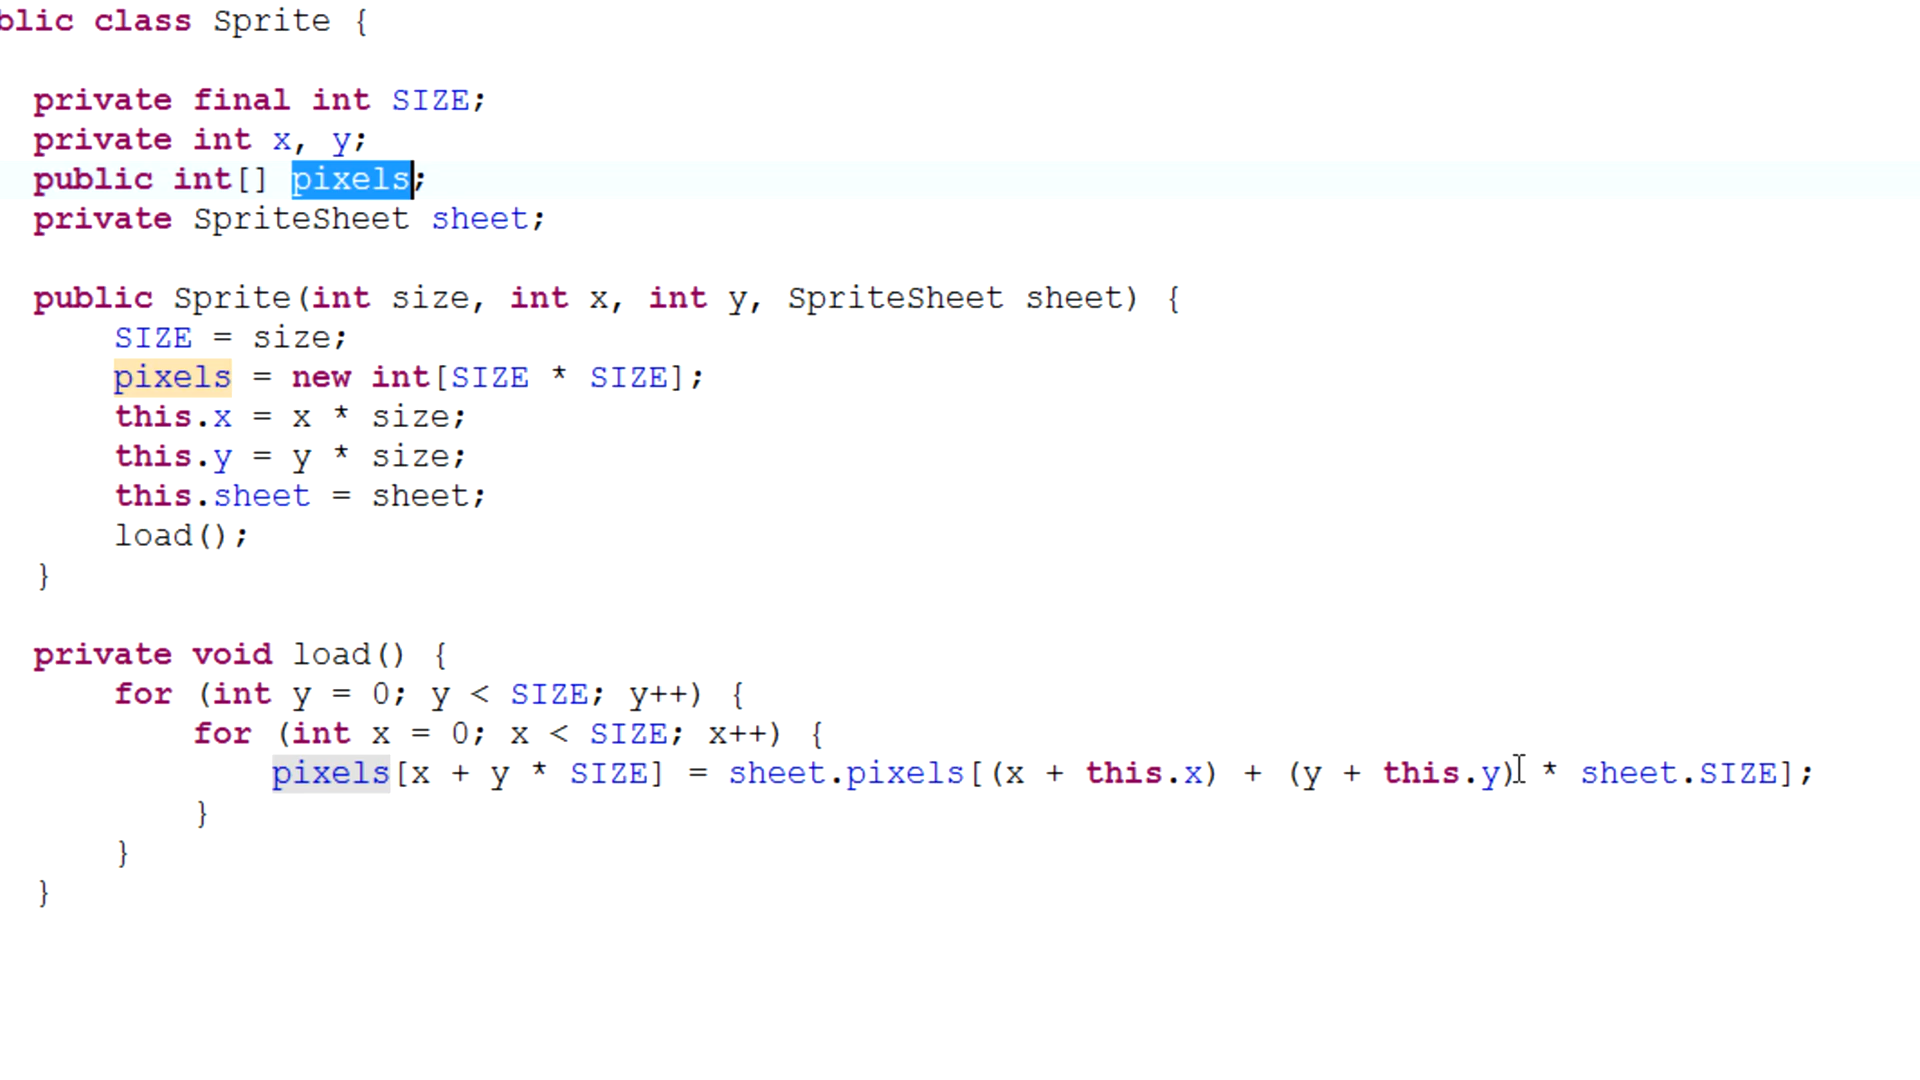 blic class Sprite {
private final int SIZE;
private int x, y;
public int[] pixels;
private SpriteSheet sheet;
public Sprite(int size, int x, int y, SpriteSheet sheet) {
SIZE = size;
pixels = new int[SIZE * SIZE];
this.x = x * size;
this.y = y * size;
this.sheet = sheet;
load();
}
private void load() {
for (int y = 0; y < SIZE; y++) {
for (int x = 0; x < SIZE; x++) {
pixels[x + y * SIZE] = sheet.pixels[(x + this.x) + (y + this.y) * sheet.SIZE];
}
}
}